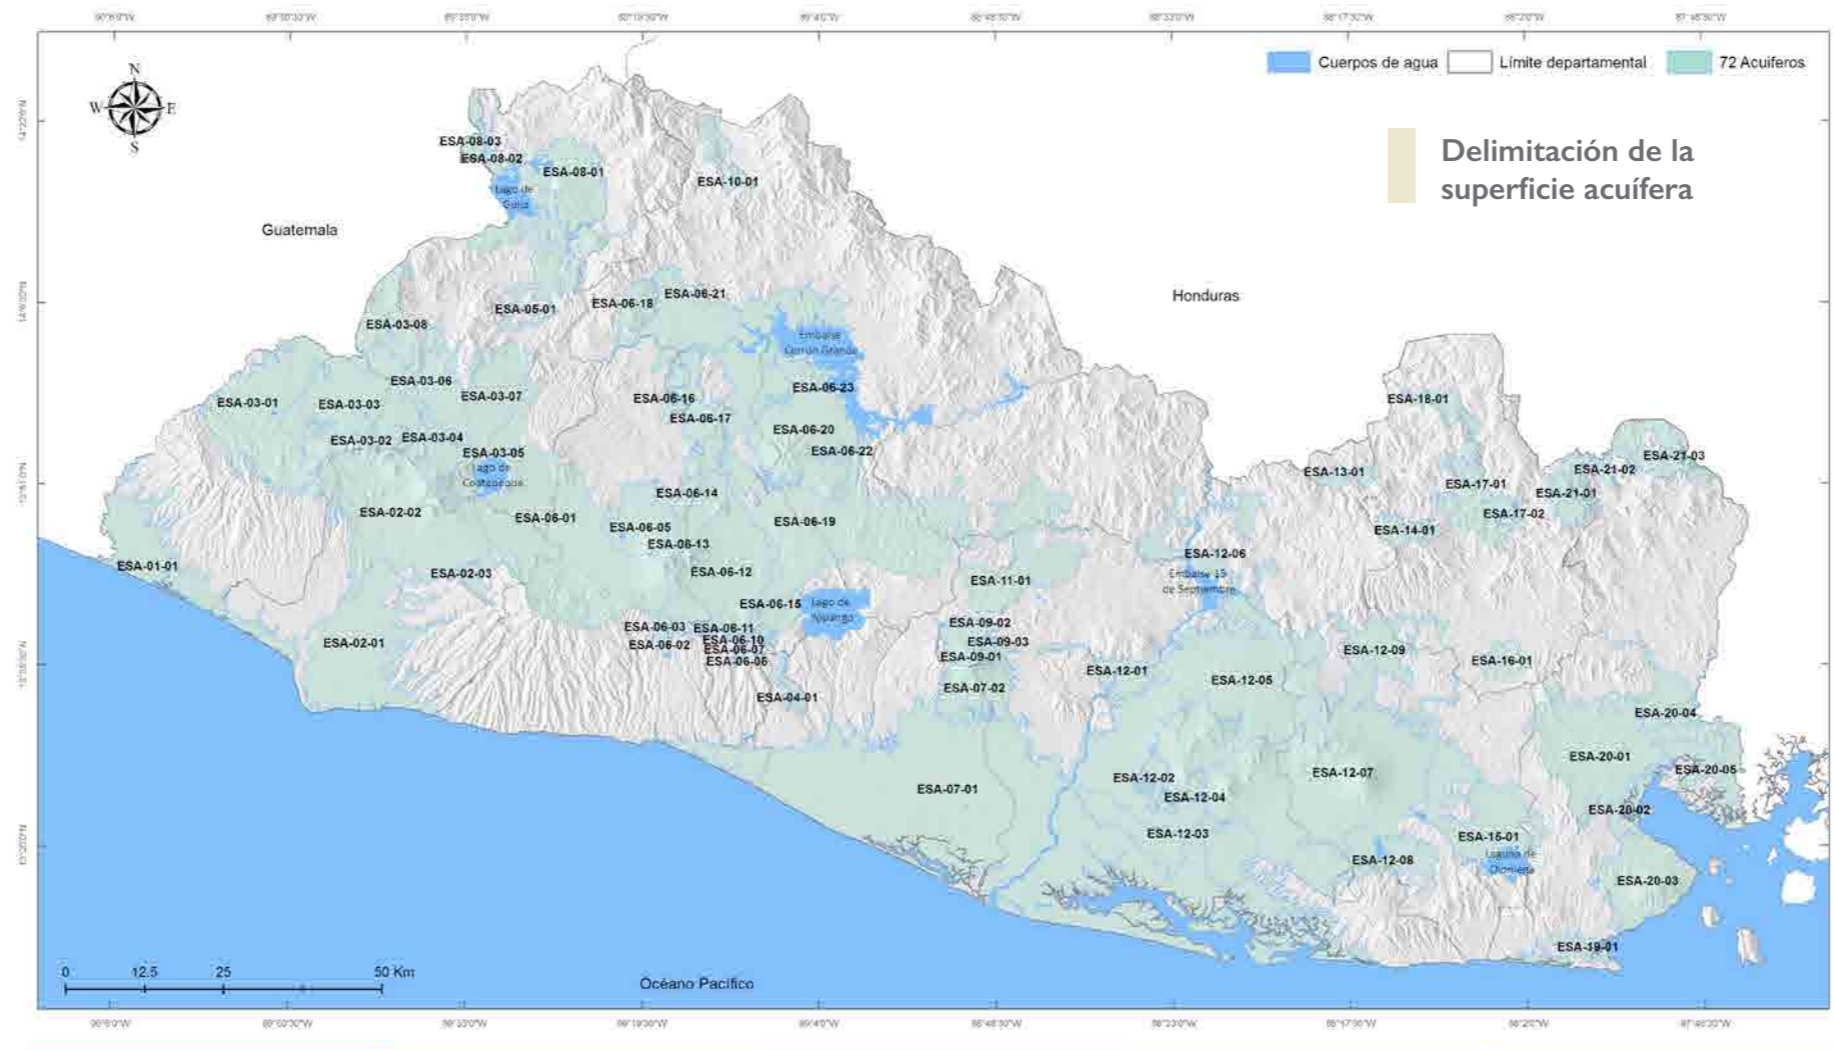 N
W E
S
Cuerpos de agua
Límite departamental
72 Acuíferos
Delimitación de la
superficie acuífera
Guatemala
Honduras
Océano Pacífico
ESA-08-03
ESA-08-02
ESA-08-01
Lago de
Guija
ESA-10-01
ESA-06-21
ESA-06-18
ESA-05-01
ESA-03-08
Embalse
Cerrón Grande
ESA-03-06
ESA-06-23
ESA-03-07
ESA-03-01
ESA-03-03
ESA-06-16
ESA-18-01
ESA-06-17
ESA-06-20
ESA-03-02
ESA-03-04
ESA-06-22
ESA-03-05
Lago de
Coatepeque
ESA-21-03
ESA-21-02
ESA-13-01
ESA-17-01
ESA-21-01
ESA-06-14
ESA-02-02
ESA-06-01
ESA-06-19
ESA-17-02
ESA-06-05
ESA-14-01
ESA-06-13
ESA-12-06
ESA-01-01
ESA-02-03
ESA-06-12
ESA-11-01
Embalse 15
de Septiembre
ESA-06-15
Lago de
Ilopango
ESA-06-03
ESA-06-11
ESA-09-02
ESA-02-01
ESA-06-02
ESA-06-10
ESA-06-07
ESA-06-06
ESA-09-03
ESA-09-01
ESA-12-09
ESA-16-01
ESA-12-01
ESA-12-05
ESA-07-02
ESA-04-01
ESA-20-04
ESA-20-01
ESA-20-05
ESA-12-07
ESA-12-02
ESA-07-01
ESA-12-04
ESA-20-02
ESA-12-03
ESA-15-01
Laguna de
Olomega
ESA-12-08
ESA-20-03
ESA-19-01
0 12.5 25 50 Km